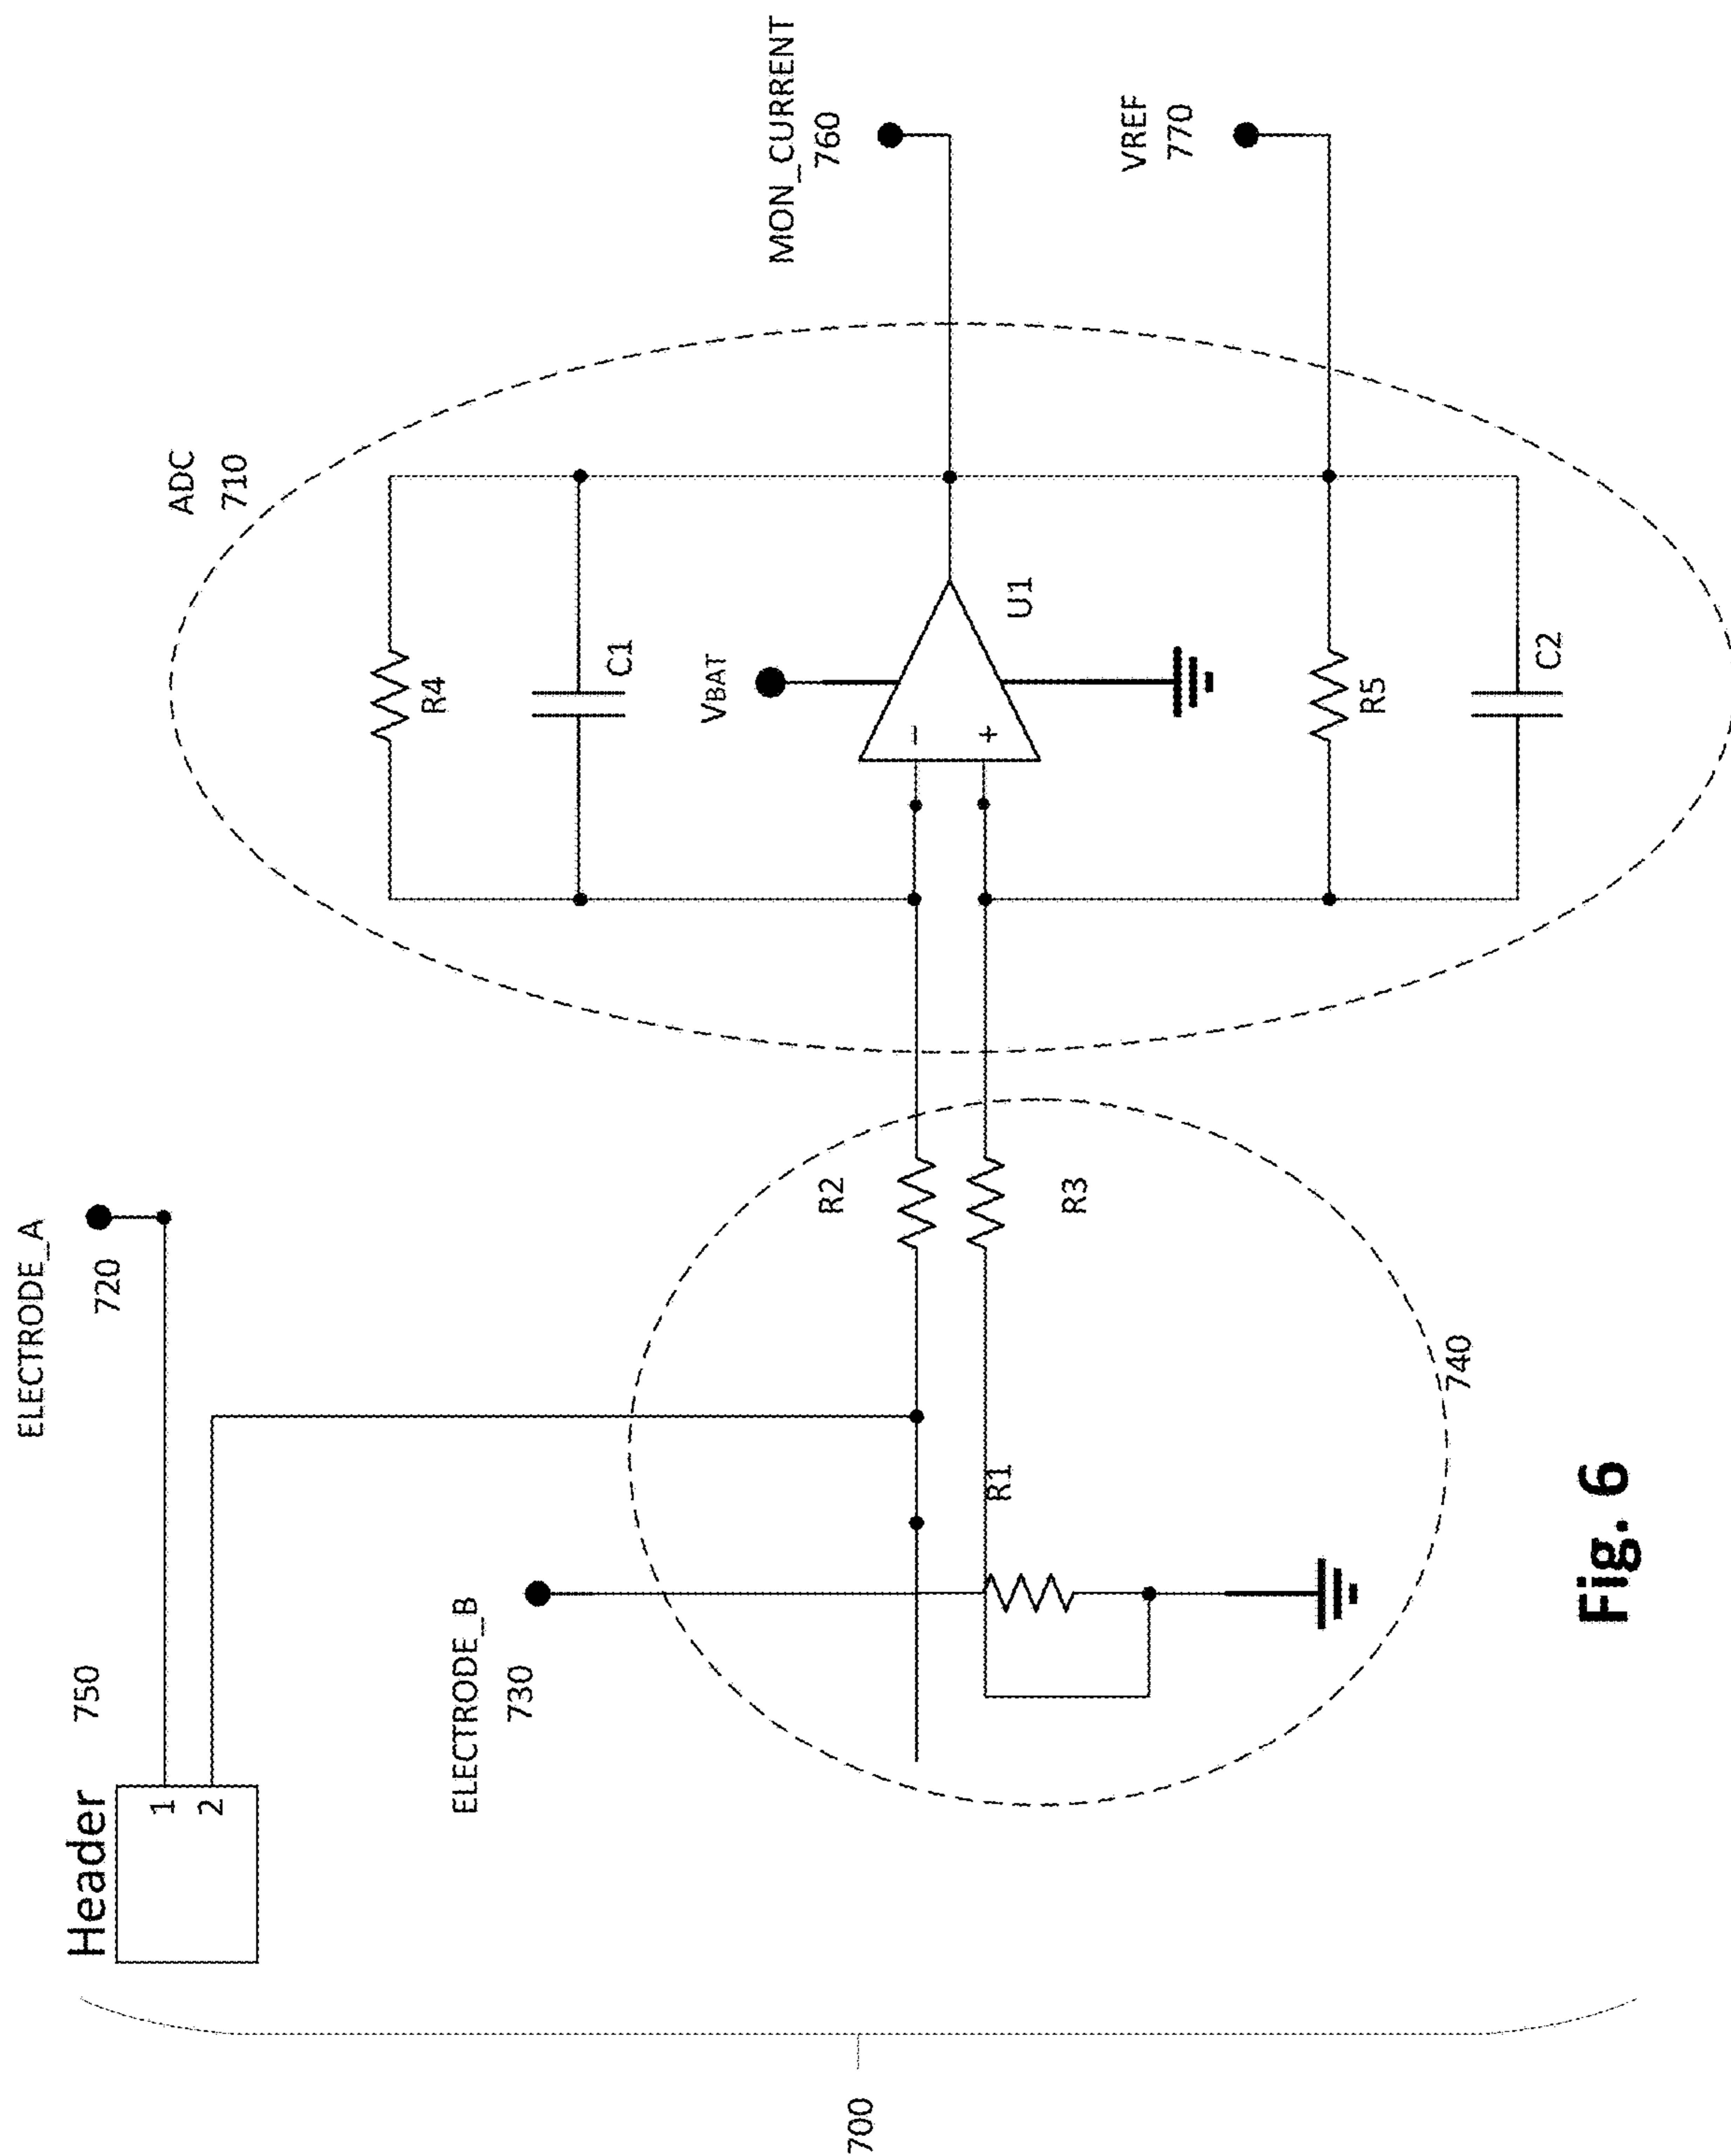 Header
750
1
2
ELECTRODE_A
720
ELECTRODE_B
730
R1
R2
R3
740
ADC
710
R4
C1
VBAT
−
+
U1
R5
C2
MON_CURRENT
760
VREF
770
700
Fig. 6